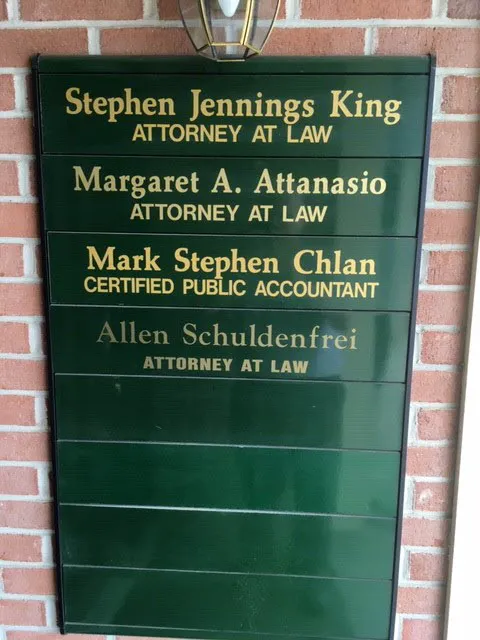 Stephen Jennings King
ATTORNEY AT LAW
Margaret A. Attanasio
ATTORNEY AT LAW
Mark Stephen Chlan
CERTIFIED PUBLIC ACCOUNTANT
Allen Schuldenfrei
ATTORNEY AT LAW